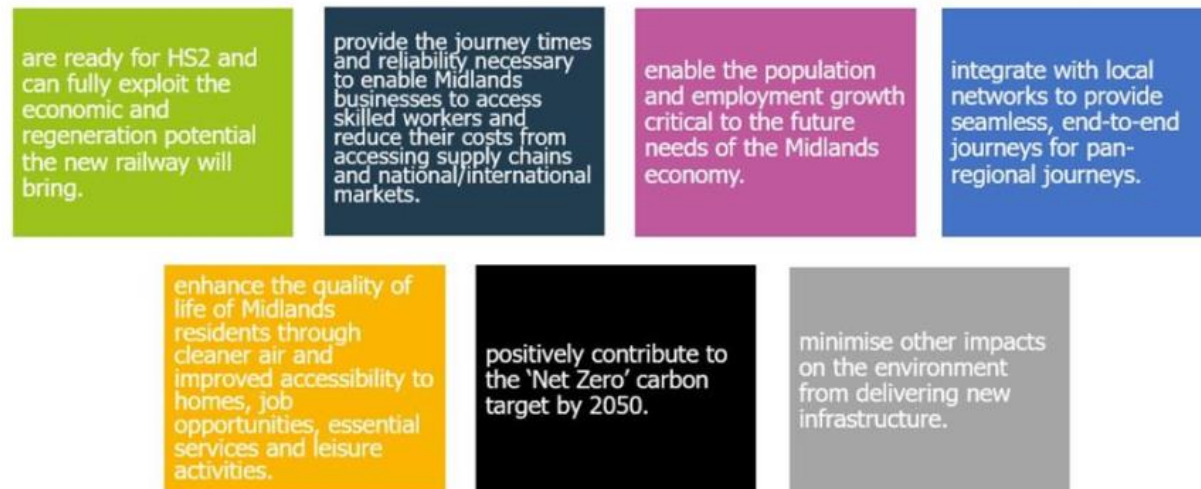 are ready for HS2 and
can fully exploit the
economic and
regeneration potential
the new railway will
bring.
provide the journey times
and reliability necessary
to enable Midlands
businesses to access
skilled workers and
reduce their costs from
accessing supply chains
and national/international
markets.
enable the population
and employment growth
critical to the future
needs of the Midlands
economy.
integrate with local
networks to provide
seamless, end-to-end
journeys for pan-
regional journeys.
enhance the quality of
life of Midlands
residents through
cleaner air and
improved accessibility to
homes, job
opportunities, essential
services and leisure
activities.
positively contribute to
the ‘Net Zero’ carbon
target by 2050.
minimise other impacts
on the environment
from delivering new
infrastructure.